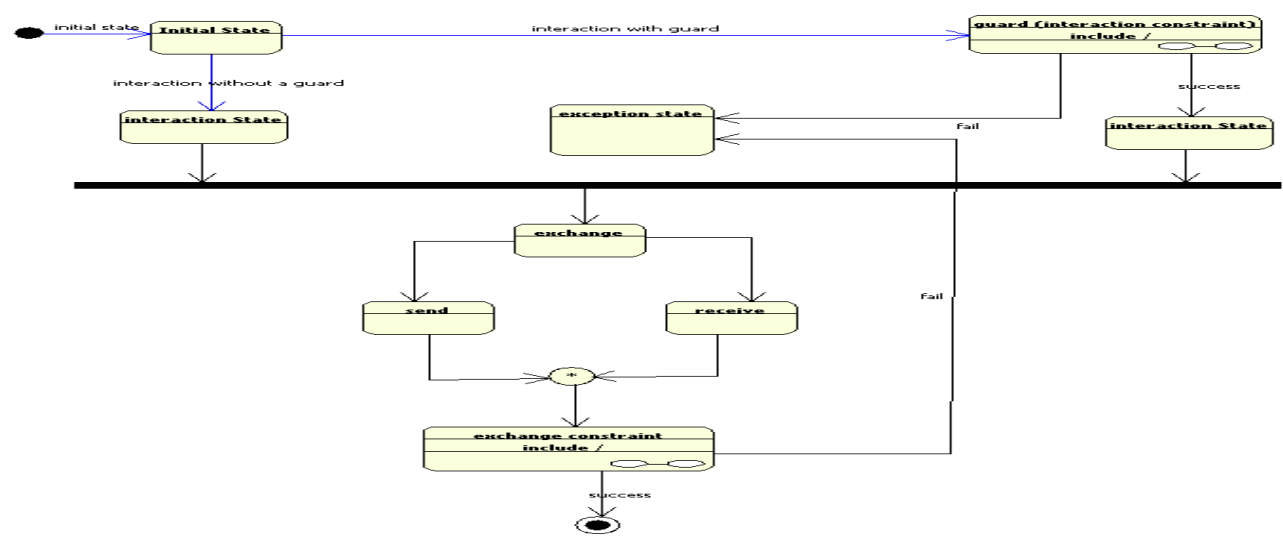 initial state
Initial State
interaction with guard
guard (interaction constraint)
include /
interaction without a guard
success
interaction State
exception state
fail
interaction State
exchange
fail
send
receive
*
exchange constraint
include /
success